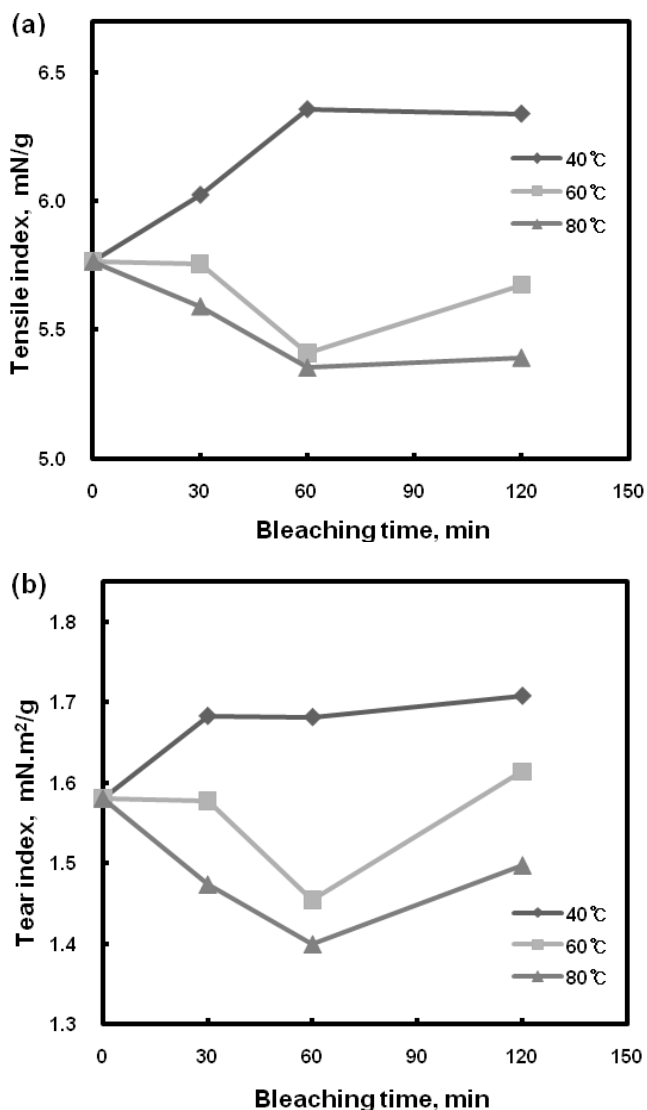 (a)
6.5
6.0
5.5
5.0
Tensile index, mN/g
40℃
60℃
80℃
0 30 60 90 120 150
Bleaching time, min
(b)
1.8
1.7
1.6
1.5
1.4
1.3
Tear index, mN.m²/g
40℃
60℃
80℃
0 30 60 90 120 150
Bleaching time, min